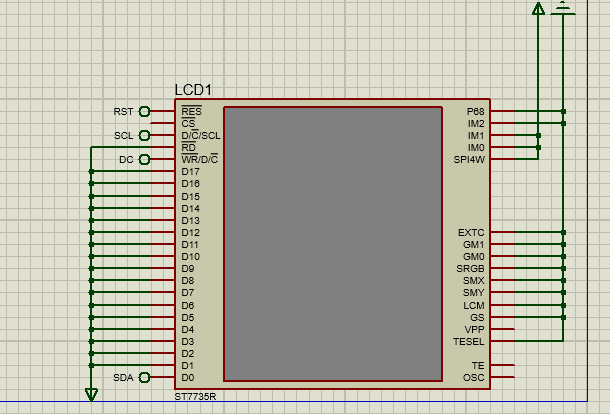 LCD1
RST RES P68
CS IM2
SCL D/C/SCL IM1
RD IM0
DC WR/D/C SPI4W
D17
D16
D15
D14
D13
D12 EXTC
D11 GM1
D10 GM0
D9 SRGB
D8 SMX
D7 SMY
D6 LCM
D5 GS
D4 VPP
D3 TESEL
D2
D1 TE
SDA D0 OSC
ST7735R